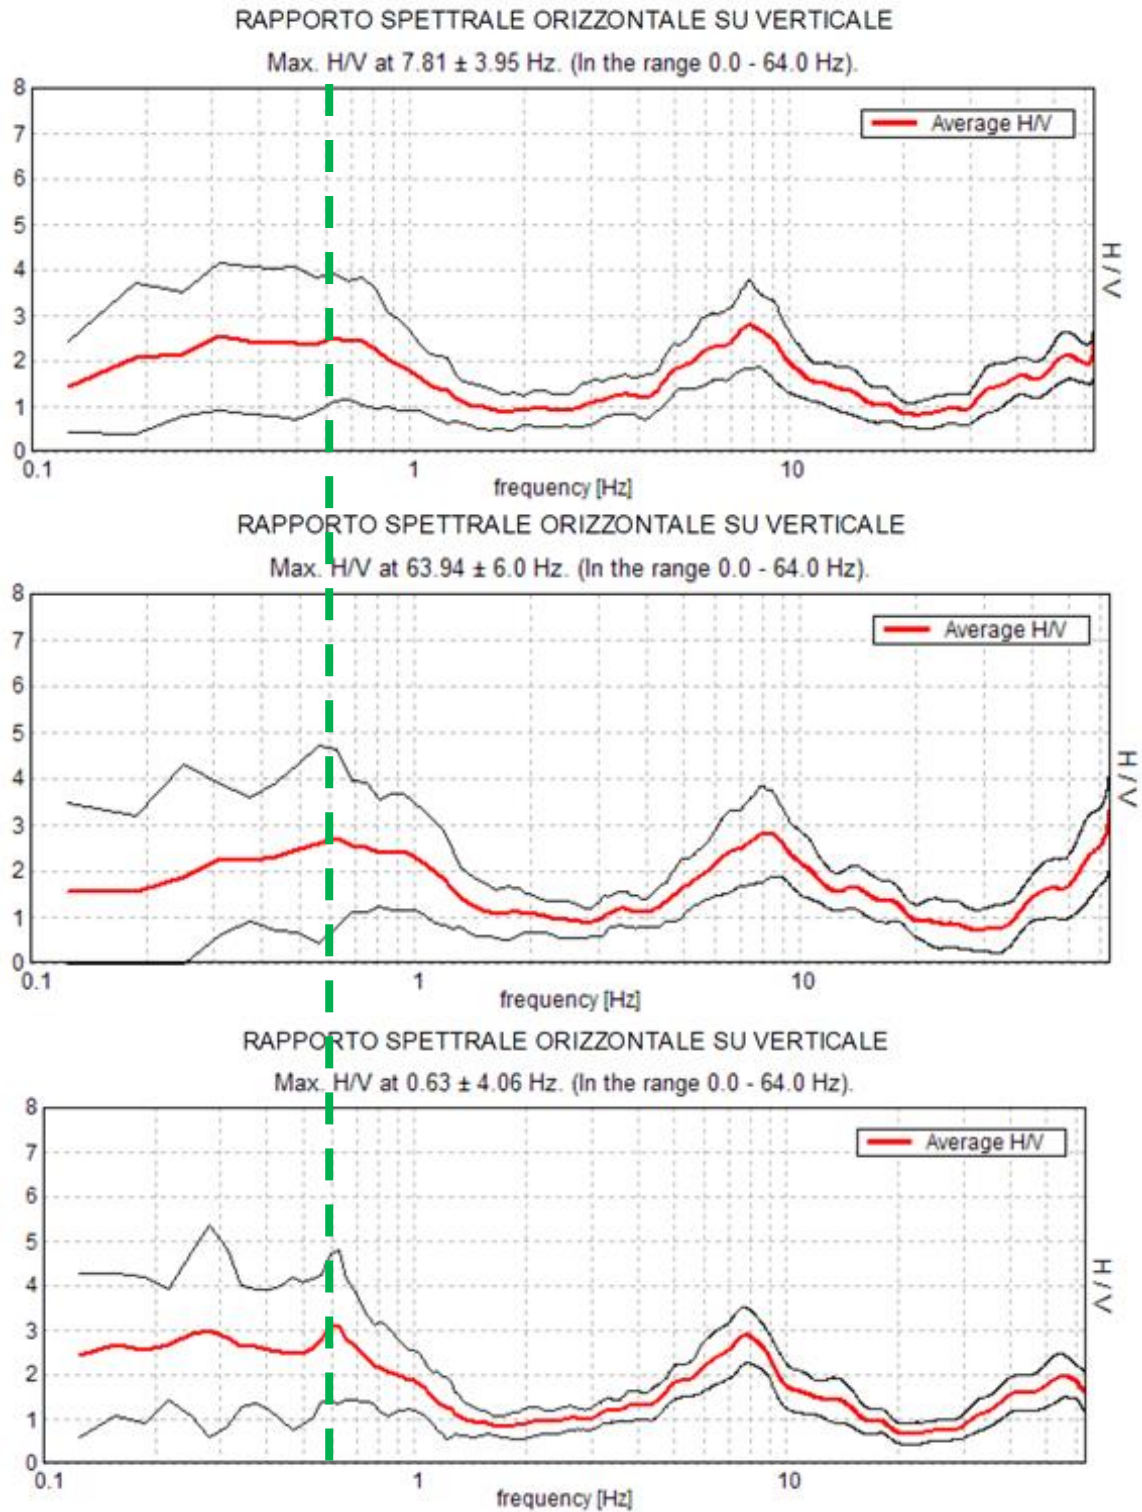 RAPPORTO SPETTRALE ORIZZONTALE SU VERTICALE
Max. H/V at 7.81 ± 3.95 Hz. (In the range 0.0 - 64.0 Hz).
8
7
6
5
4
3
2
1
0
Average H/V
H / V
0.1 1 10
frequency [Hz]
RAPPORTO SPETTRALE ORIZZONTALE SU VERTICALE
Max. H/V at 63.94 ± 6.0 Hz. (In the range 0.0 - 64.0 Hz).
8
7
6
5
4
3
2
1
0
Average H/V
H / V
0.1 1 10
frequency [Hz]
RAPPORTO SPETTRALE ORIZZONTALE SU VERTICALE
Max. H/V at 0.63 ± 4.06 Hz. (In the range 0.0 - 64.0 Hz).
8
7
6
5
4
3
2
1
0
Average H/V
H / V
0.1 1 10
frequency [Hz]